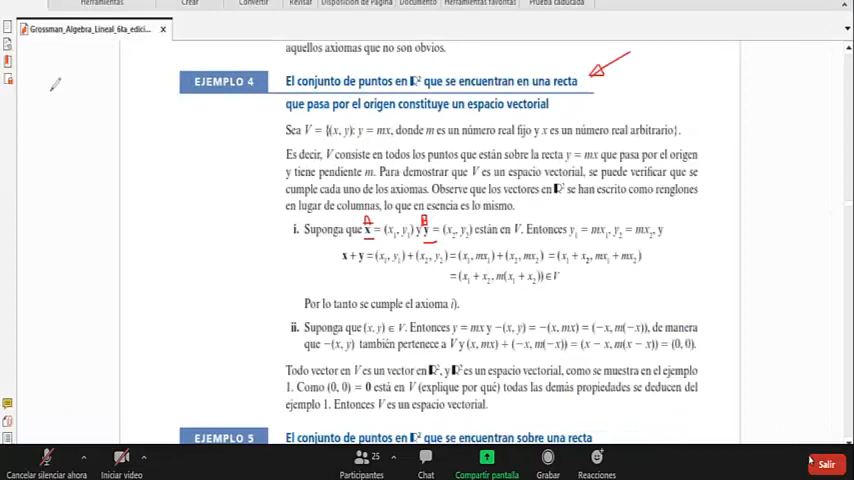 Herramientas Crear Convertir Revisar Disposición de Página Documento Herramientas favoritas Prueba caducada
Grossman_Algebra_Lineal_6ta_edici x
aquellos axiomas que no son obvios.
EJEMPLO 4 El conjunto de puntos en ℝ² que se encuentran en una recta
que pasa por el origen constituye un espacio vectorial
Sea V = {(x, y): y = mx, donde m es un número real fijo y x es un número real arbitrario}.
Es decir, V consiste en todos los puntos que están sobre la recta y = mx que pasa por el origen
y tiene pendiente m. Para demostrar que V es un espacio vectorial, se puede verificar que se
cumple cada uno de los axiomas. Observe que los vectores en ℝ² se han escrito como renglones
en lugar de columnas, lo que en esencia es lo mismo.
A B
i. Suponga que x = (x₁, y₁) y y = (x₂, y₂) están en V. Entonces y₁ = mx₁, y₂ = mx₂, y
x + y = (x₁, y₁) + (x₂, y₂) = (x₁, mx₁) + (x₂, mx₂) = (x₁ + x₂, mx₁ + mx₂)
= (x₁ + x₂, m(x₁ + x₂)) ∈ V
Por lo tanto se cumple el axioma i).
ii. Suponga que (x, y) ∈ V. Entonces y = mx y −(x, y) = −(x, mx) = (−x, m(−x)), de manera
que −(x, y) también pertenece a V y (x, mx) + (−x, m(−x)) = (x − x, m(x − x)) = (0, 0).
Todo vector en V es un vector en ℝ², y ℝ² es un espacio vectorial, como se muestra en el ejemplo
1. Como (0, 0) = 0 está en V (explique por qué) todas las demás propiedades se deducen del
ejemplo 1. Entonces V es un espacio vectorial.
EJEMPLO 5 El conjunto de puntos en ℝ² que se encuentran sobre una recta
25
Cancelar silenciar ahora Iniciar video Participantes Chat Compartir pantalla Grabar Reacciones Salir